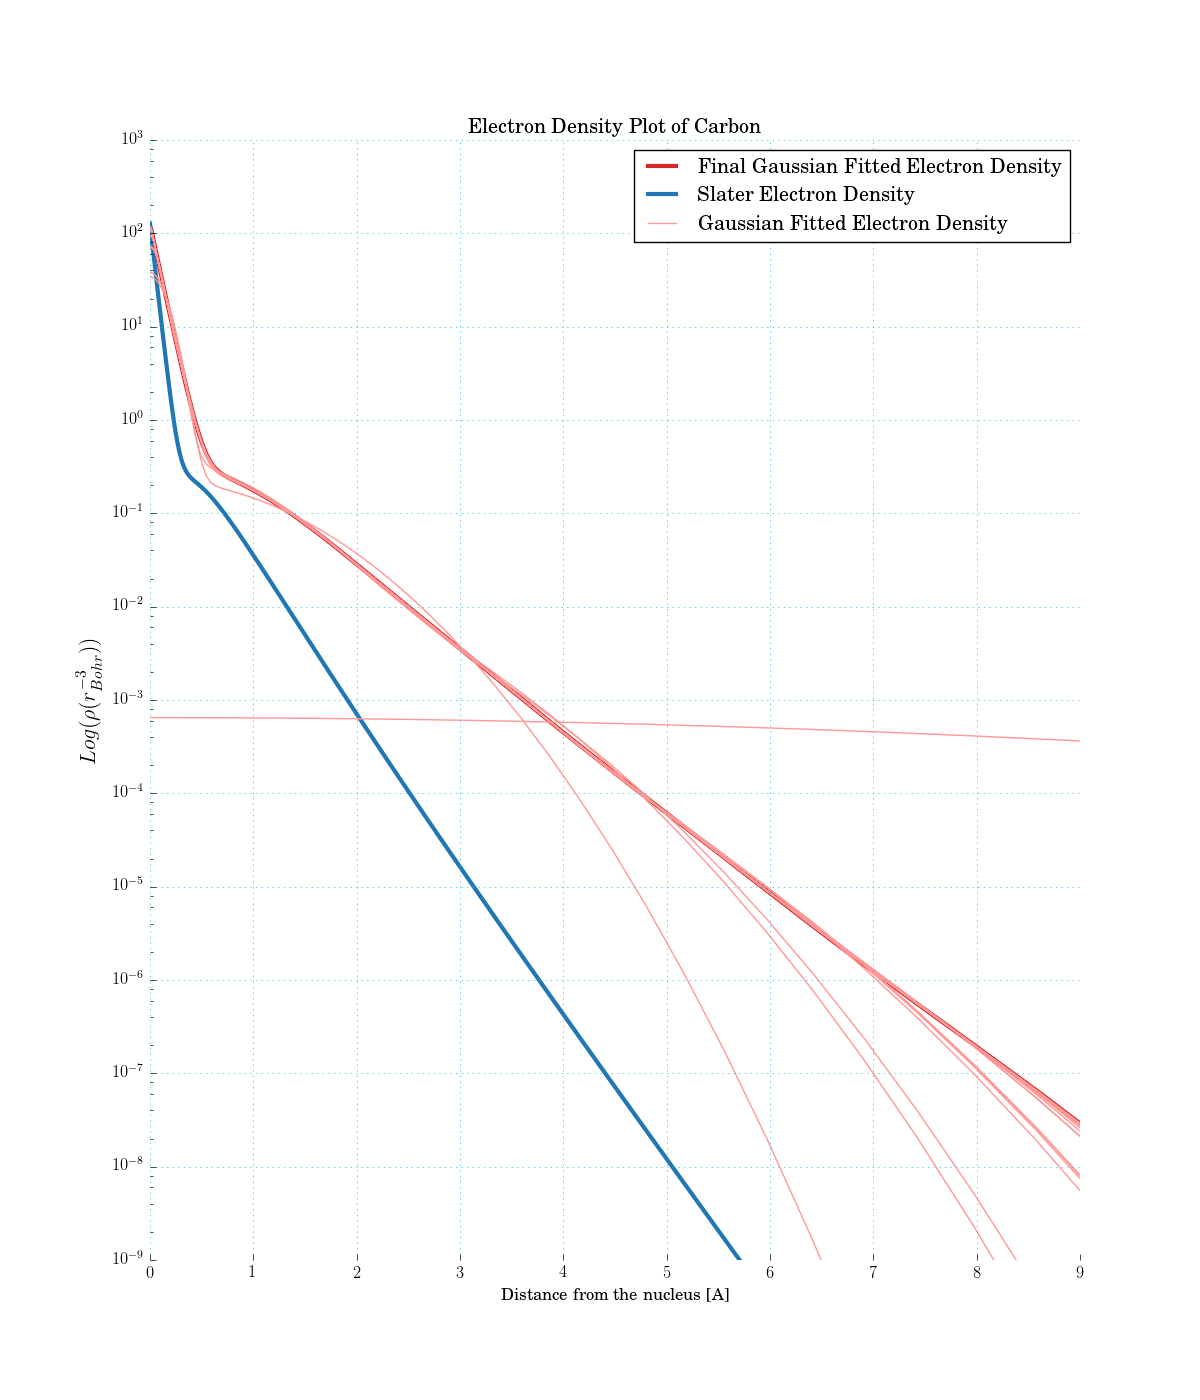 Electron Density Plot of Carbon
Final Gaussian Fitted Electron Density
Slater Electron Density
Gaussian Fitted Electron Density
10^3
10^2
10^1
10^0
10^−1
10^−2
10^−3
10^−4
10^−5
10^−6
10^−7
10^−8
10^−9
Log(ρ(r_{Bohr}^{−3}))
0 1 2 3 4 5 6 7 8 9
Distance from the nucleus [A]